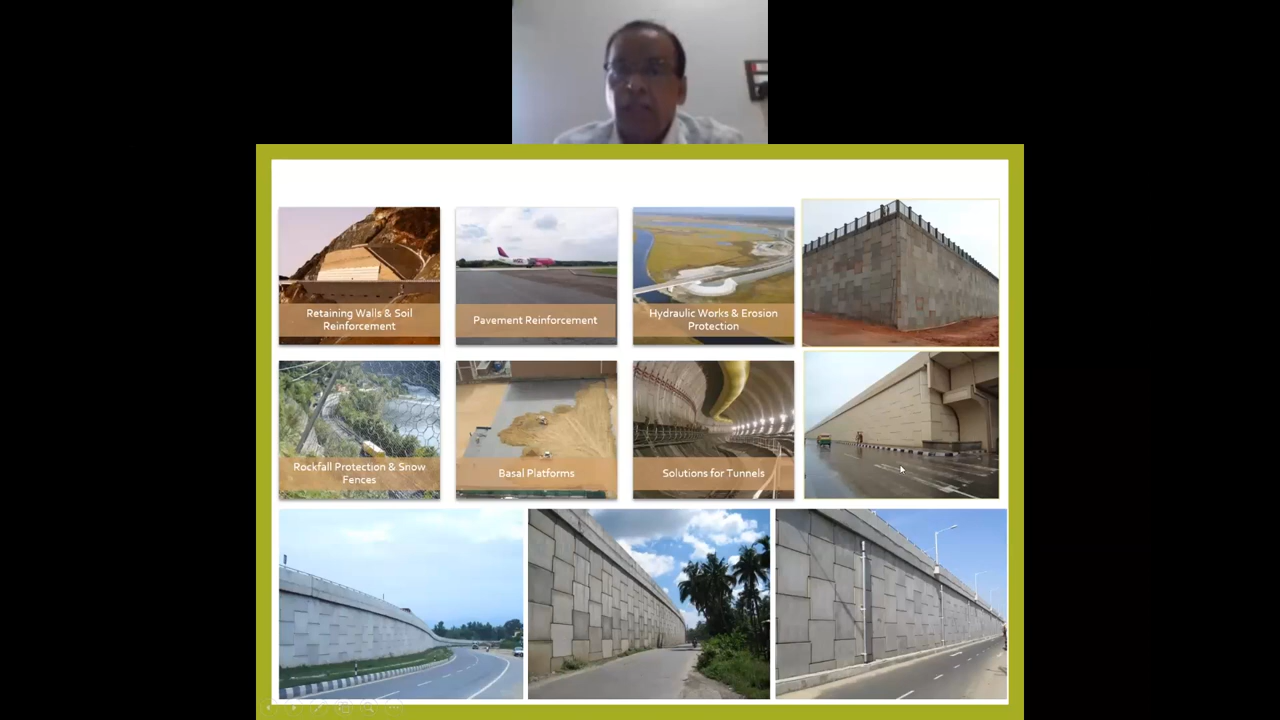 Retaining Walls & Soil
Reinforcement
Pavement Reinforcement
Hydraulic Works & Erosion
Protection
Rockfall Protection & Snow
Fences
Basal Platforms
Solutions for Tunnels